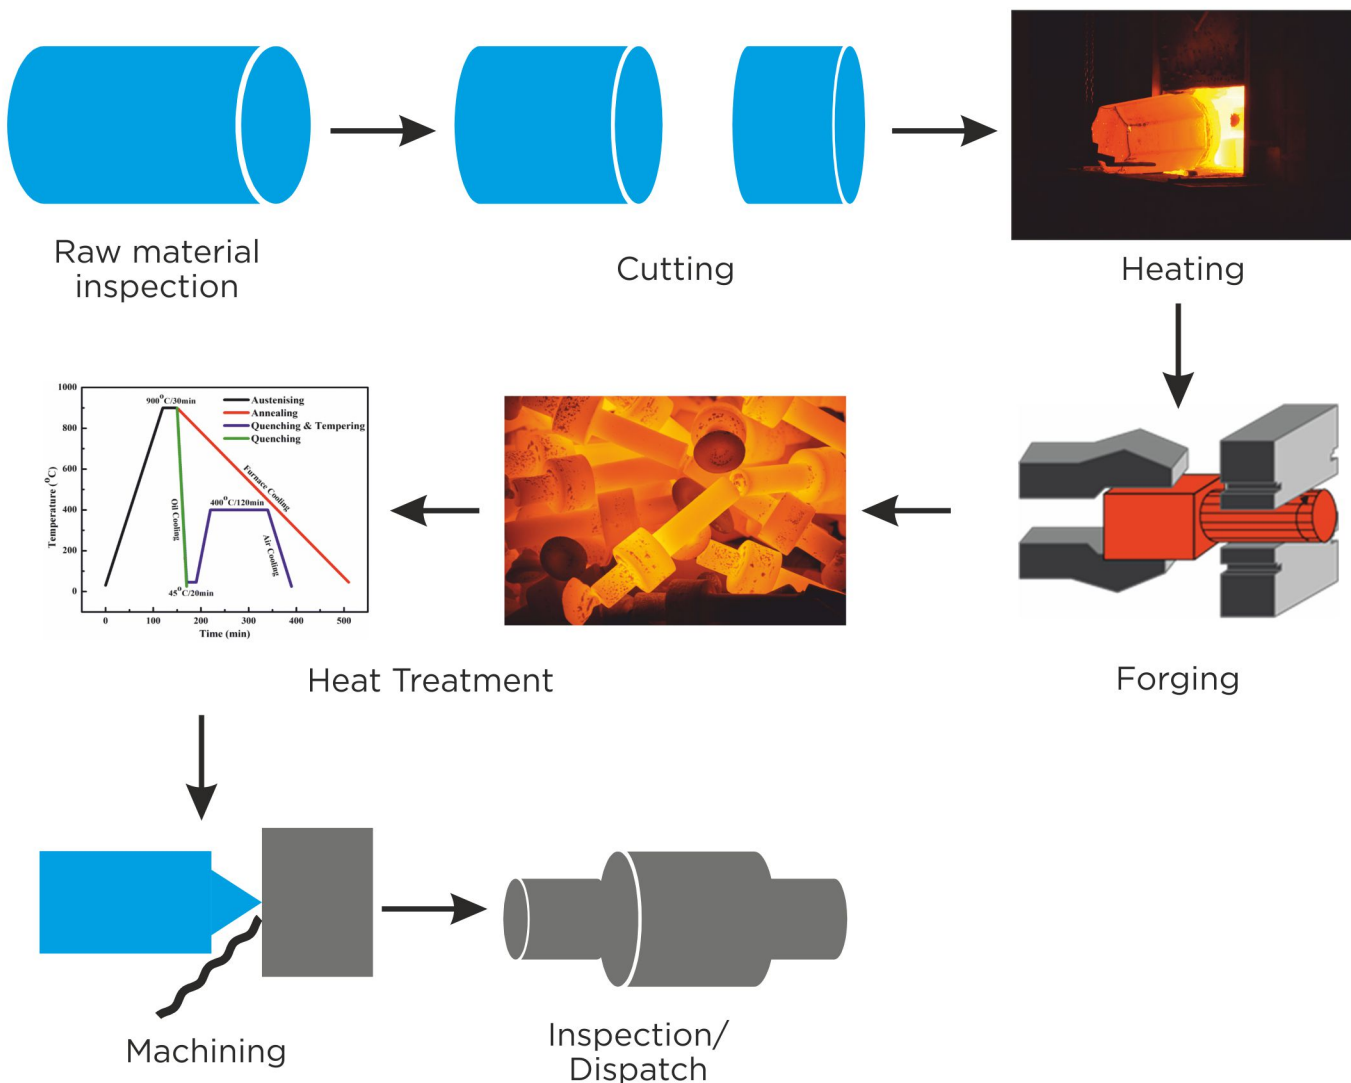 Raw material
inspection
Cutting
Heating
1000
800
600
400
200
0
Temperature (°C)
900°C/30min
Austenising
Annealing
Quenching & Tempering
Quenching
Furnace Cooling
Oil Cooling
400°C/120min
Air Cooling
45°C/20min
0 100 200 300 400 500
Time (min)
Heat Treatment
Forging
Machining
Inspection/
Dispatch